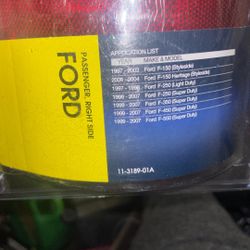 PASSENGER, RIGHT SIDE
FORD
APPLICATION LIST
YEAR MAKE & MODEL
1997 - 2003 Ford F-150 (Styleside)
2004 - 2004 Ford F-150 Heritage (Styleside)
1997 - 1999 Ford F-250 (Light Duty)
1999 - 2007 Ford F-250 (Super Duty)
1999 - 2007 Ford F-350 (Super Duty)
1999 - 2007 Ford F-450 (Super Duty)
1999 - 2007 Ford F-550 (Super Duty)
11-3189-01A